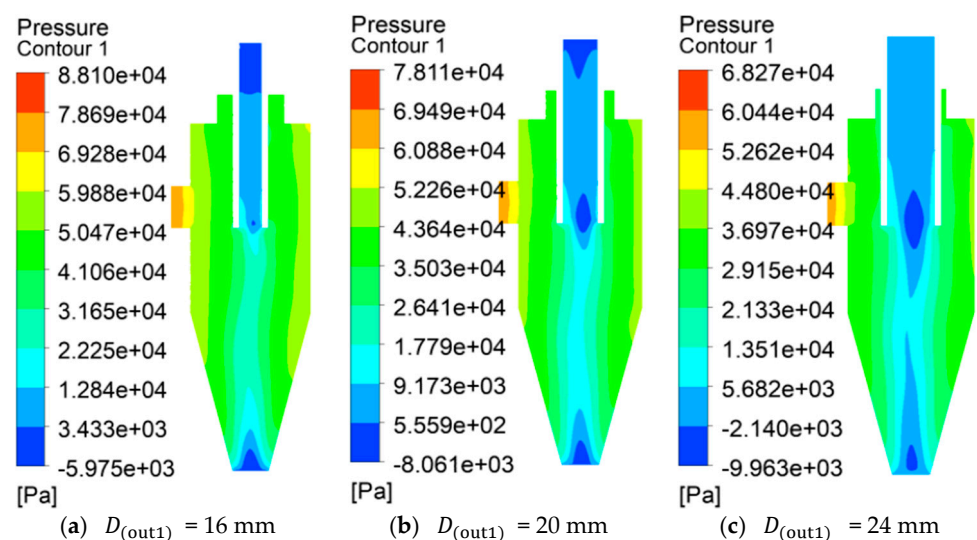 Pressure
Contour 1
8.810e+04
7.869e+04
6.928e+04
5.988e+04
5.047e+04
4.106e+04
3.165e+04
2.225e+04
1.284e+04
3.433e+03
-5.975e+03
[Pa]
(a) D(out1) = 16 mm
Pressure
Contour 1
7.811e+04
6.949e+04
6.088e+04
5.226e+04
4.364e+04
3.503e+04
2.641e+04
1.779e+04
9.173e+03
5.559e+02
-8.061e+03
[Pa]
(b) D(out1) = 20 mm
Pressure
Contour 1
6.827e+04
6.044e+04
5.262e+04
4.480e+04
3.697e+04
2.915e+04
2.133e+04
1.351e+04
5.682e+03
-2.140e+03
-9.963e+03
[Pa]
(c) D(out1) = 24 mm